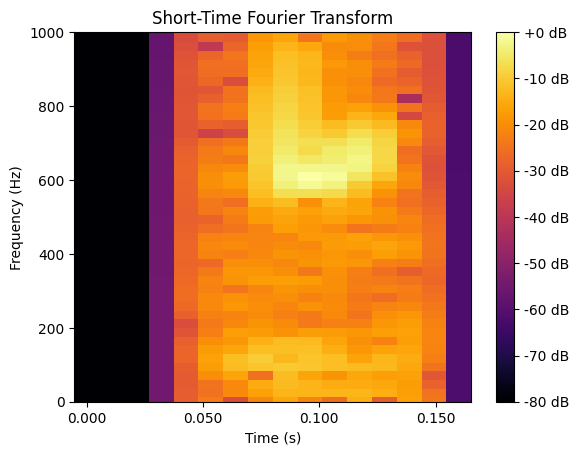 Short-Time Fourier Transform
1000
800
600
400
200
0
Frequency (Hz)
0.000
0.050
0.100
0.150
Time (s)
+0 dB
-10 dB
-20 dB
-30 dB
-40 dB
-50 dB
-60 dB
-70 dB
-80 dB